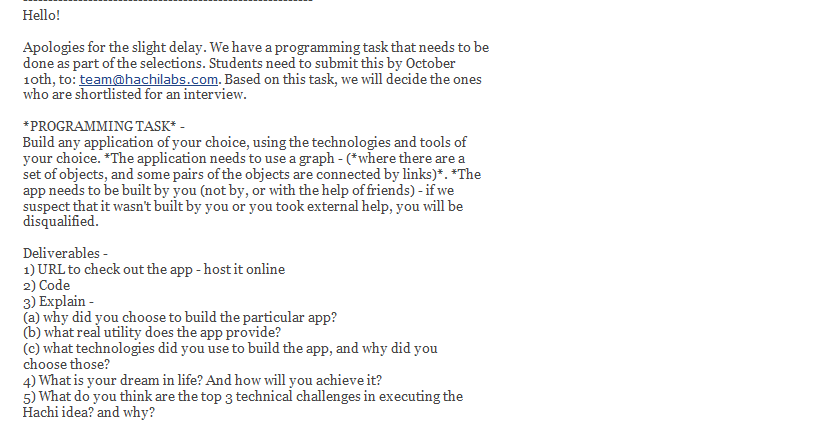 Hello!
Apologies for the slight delay. We have a programming task that needs to be
done as part of the selections. Students need to submit this by October
10th, to: team@hachilabs.com. Based on this task, we will decide the ones
who are shortlisted for an interview.
*PROGRAMMING TASK* -
Build any application of your choice, using the technologies and tools of
your choice. *The application needs to use a graph - (*where there are a
set of objects, and some pairs of the objects are connected by links)*. *The
app needs to be built by you (not by, or with the help of friends) - if we
suspect that it wasn't built by you or you took external help, you will be
disqualified.
Deliverables -
1) URL to check out the app - host it online
2) Code
3) Explain -
(a) why did you choose to build the particular app?
(b) what real utility does the app provide?
(c) what technologies did you use to build the app, and why did you
choose those?
4) What is your dream in life? And how will you achieve it?
5) What do you think are the top 3 technical challenges in executing the
Hachi idea? and why?